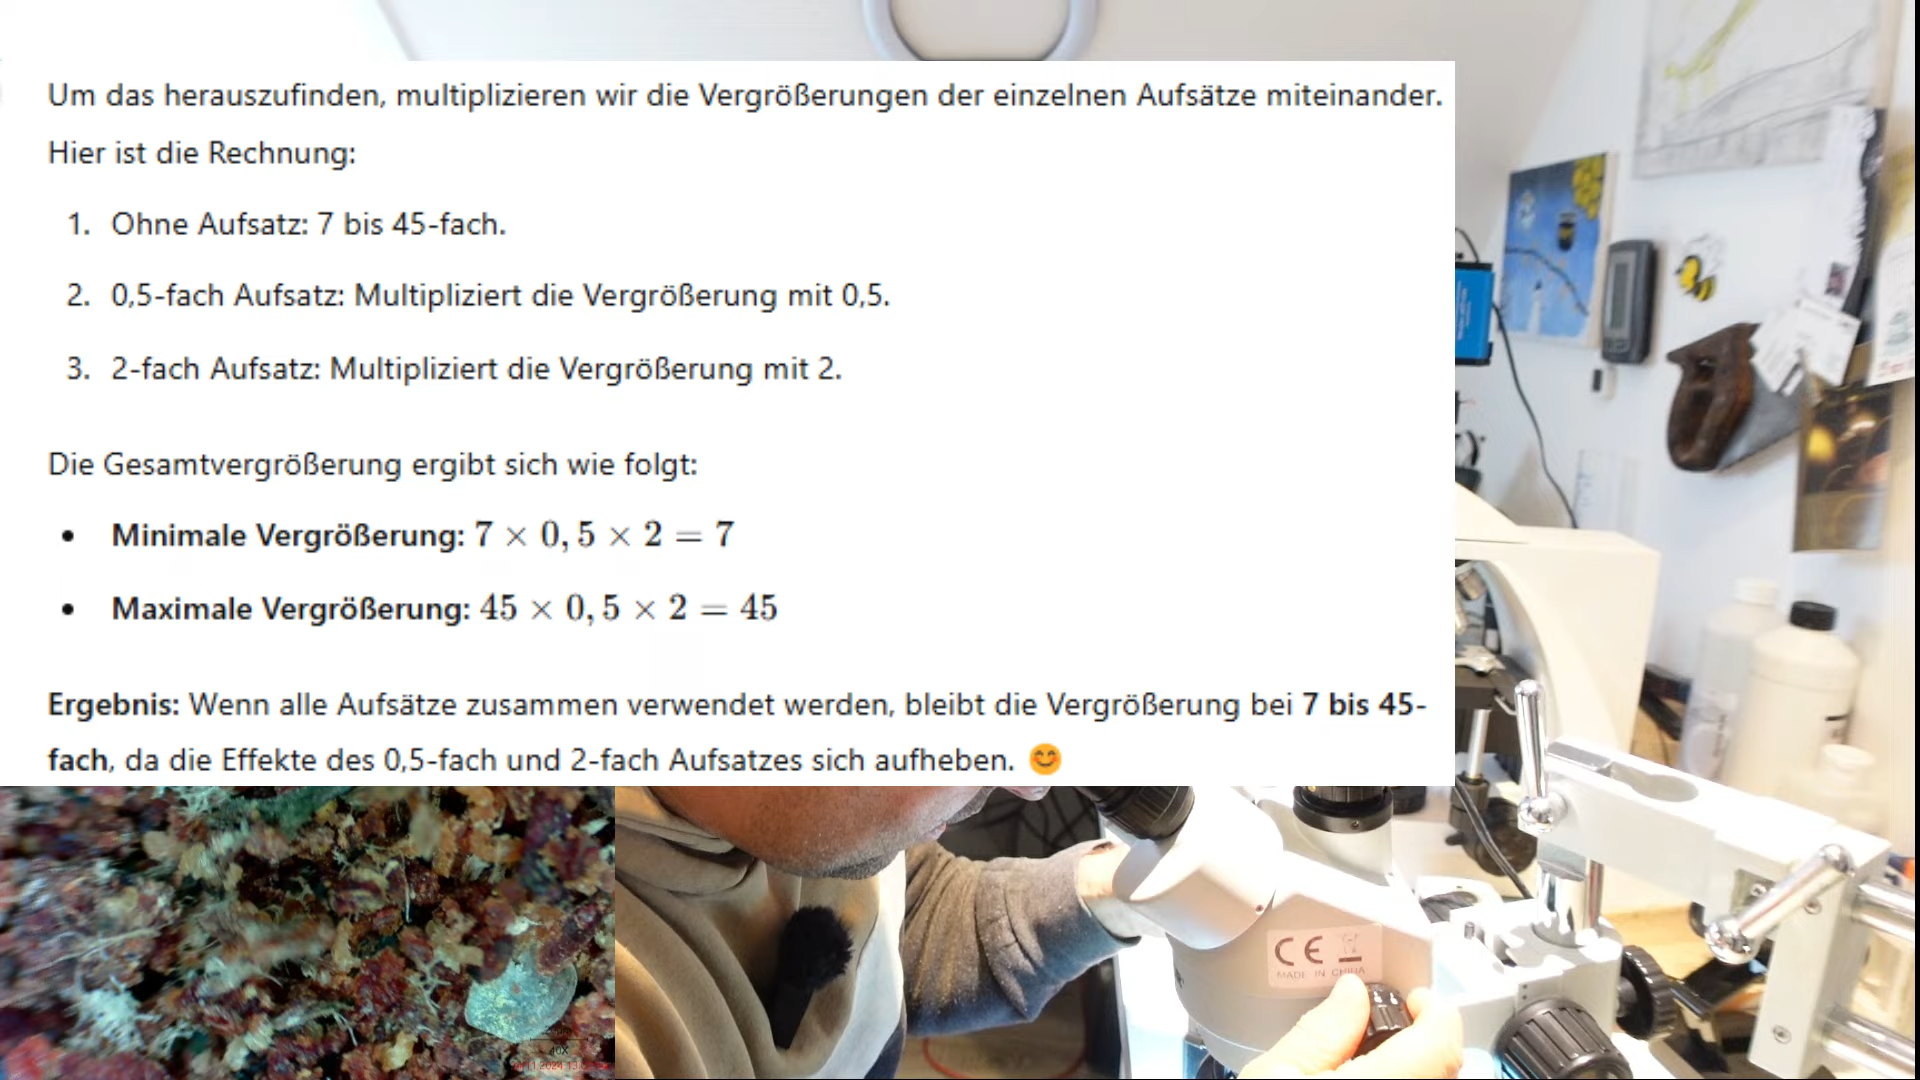 Um das herauszufinden, multiplizieren wir die Vergrößerungen der einzelnen Aufsätze miteinander.
Hier ist die Rechnung:
1. Ohne Aufsatz: 7 bis 45-fach.
2. 0,5-fach Aufsatz: Multipliziert die Vergrößerung mit 0,5.
3. 2-fach Aufsatz: Multipliziert die Vergrößerung mit 2.
Die Gesamtvergrößerung ergibt sich wie folgt:
• Minimale Vergrößerung: 7 × 0, 5 × 2 = 7
• Maximale Vergrößerung: 45 × 0, 5 × 2 = 45
Ergebnis: Wenn alle Aufsätze zusammen verwendet werden, bleibt die Vergrößerung bei 7 bis 45-
fach, da die Effekte des 0,5-fach und 2-fach Aufsatzes sich aufheben. 😊
CE
MADE IN CHINA
40X